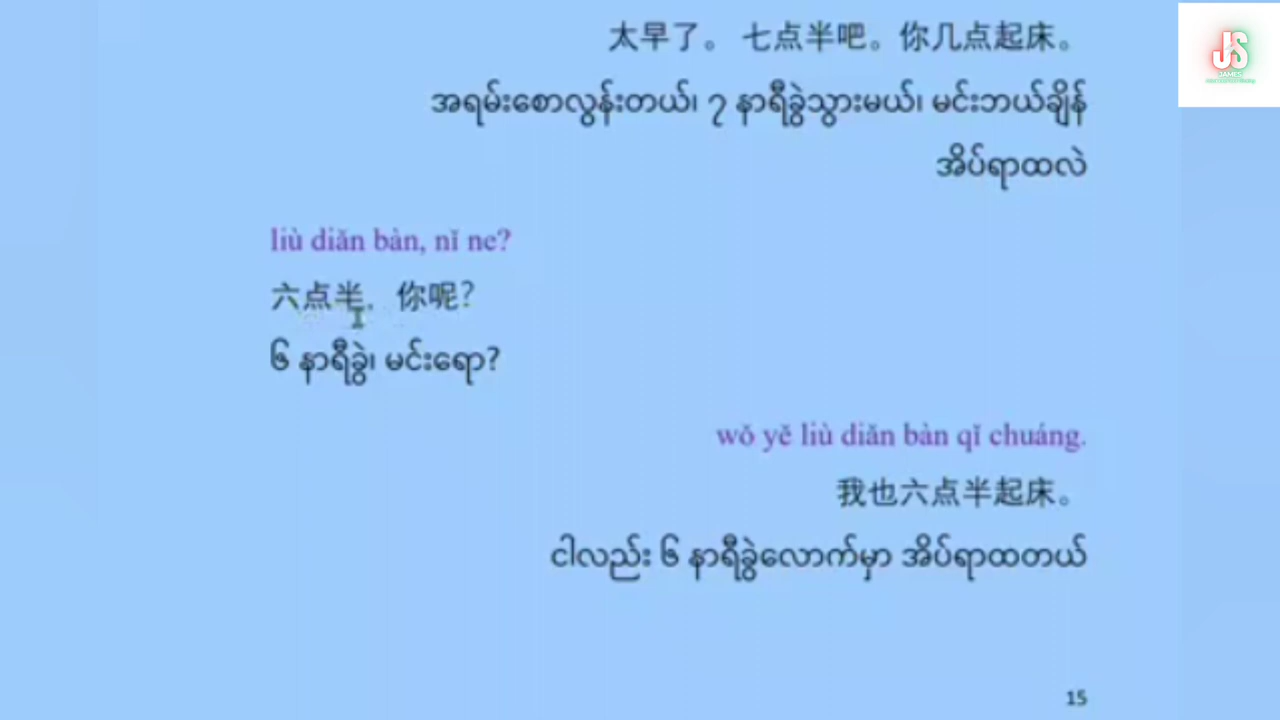 太早了。七点半吧。你几点起床。
အရမ်းစောလွန်းတယ်၊ ၇ နာရီခွဲသွားမယ်၊ မင်းဘယ်ချိန်
အိပ်ရာထလဲ
liù diǎn bàn, nǐ ne?
六点半．你呢？
၆ နာရီခွဲ၊ မင်းရော?
wǒ yě liù diǎn bàn qǐ chuáng.
我也六点半起床。
ငါလည်း ၆ နာရီခွဲလောက်မှာ အိပ်ရာထတယ်
15
JS
JAMES